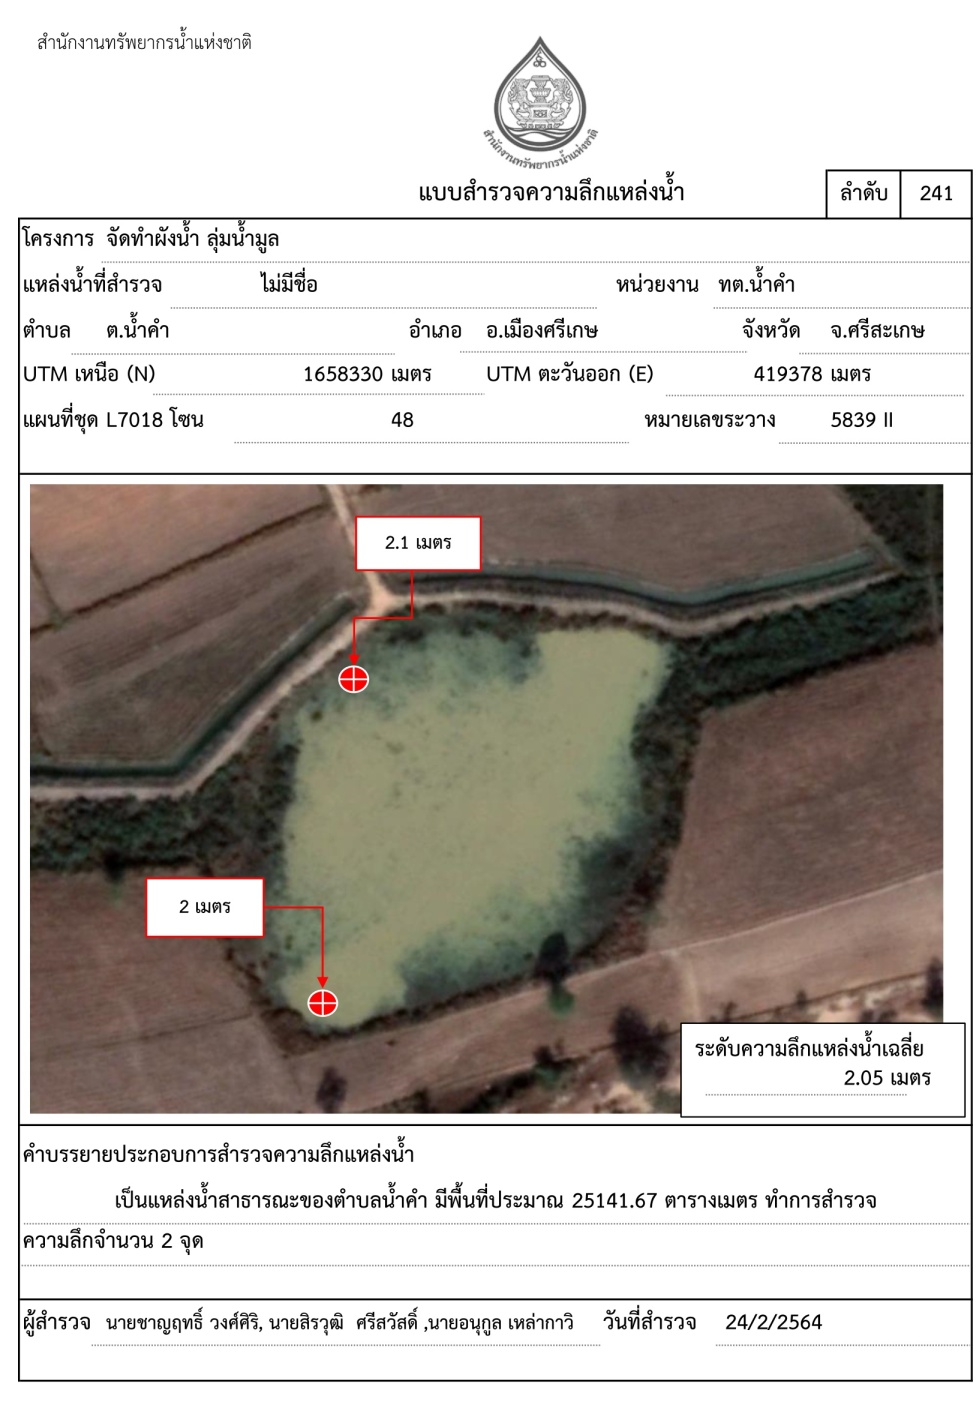 สำนักงานทรัพยากรน้ำแห่งชาติ
สำนักงานทรัพยากรน้ำแห่งชาติ
แบบสำรวจความลึกแหล่งน้ำ
ลำดับ 241
โครงการ จัดทำผังน้ำ ลุ่มน้ำมูล
แหล่งน้ำที่สำรวจ ไม่มีชื่อ หน่วยงาน ทต.น้ำคำ
ตำบล ต.น้ำคำ อำเภอ อ.เมืองศรีเกษ จังหวัด จ.ศรีสะเกษ
UTM เหนือ (N) 1658330 เมตร UTM ตะวันออก (E) 419378 เมตร
แผนที่ชุด L7018 โซน 48 หมายเลขระวาง 5839 II
2.1 เมตร
2 เมตร
ระดับความลึกแหล่งน้ำเฉลี่ย
2.05 เมตร
คำบรรยายประกอบการสำรวจความลึกแหล่งน้ำ
เป็นแหล่งน้ำสาธารณะของตำบลน้ำคำ มีพื้นที่ประมาณ 25141.67 ตารางเมตร ทำการสำรวจ
ความลึกจำนวน 2 จุด
ผู้สำรวจ นายชาญฤทธิ์ วงศ์ศิริ, นายสิรวุฒิ ศรีสวัสดิ์ ,นายอนุกูล เหล่ากาวิ วันที่สำรวจ 24/2/2564